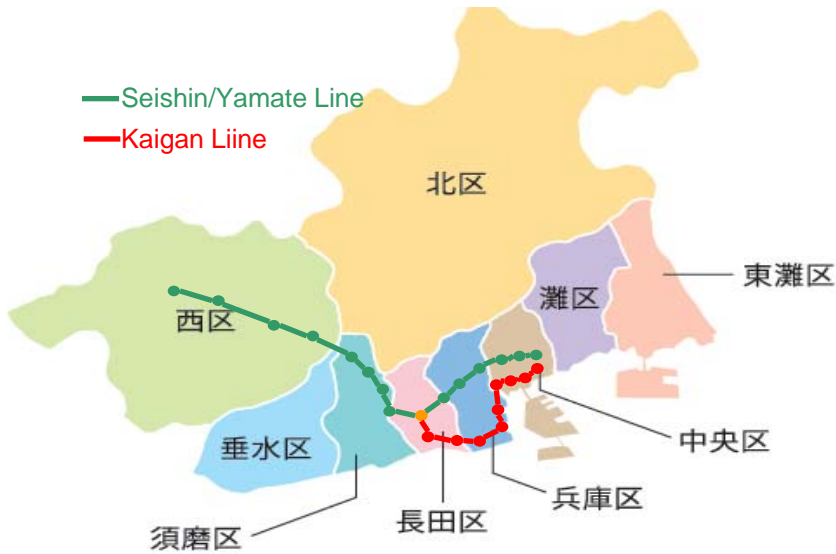 Seishin/Yamate Line
Kaigan Liine
北区
東灘区
灘区
西区
中央区
垂水区
兵庫区
長田区
須磨区